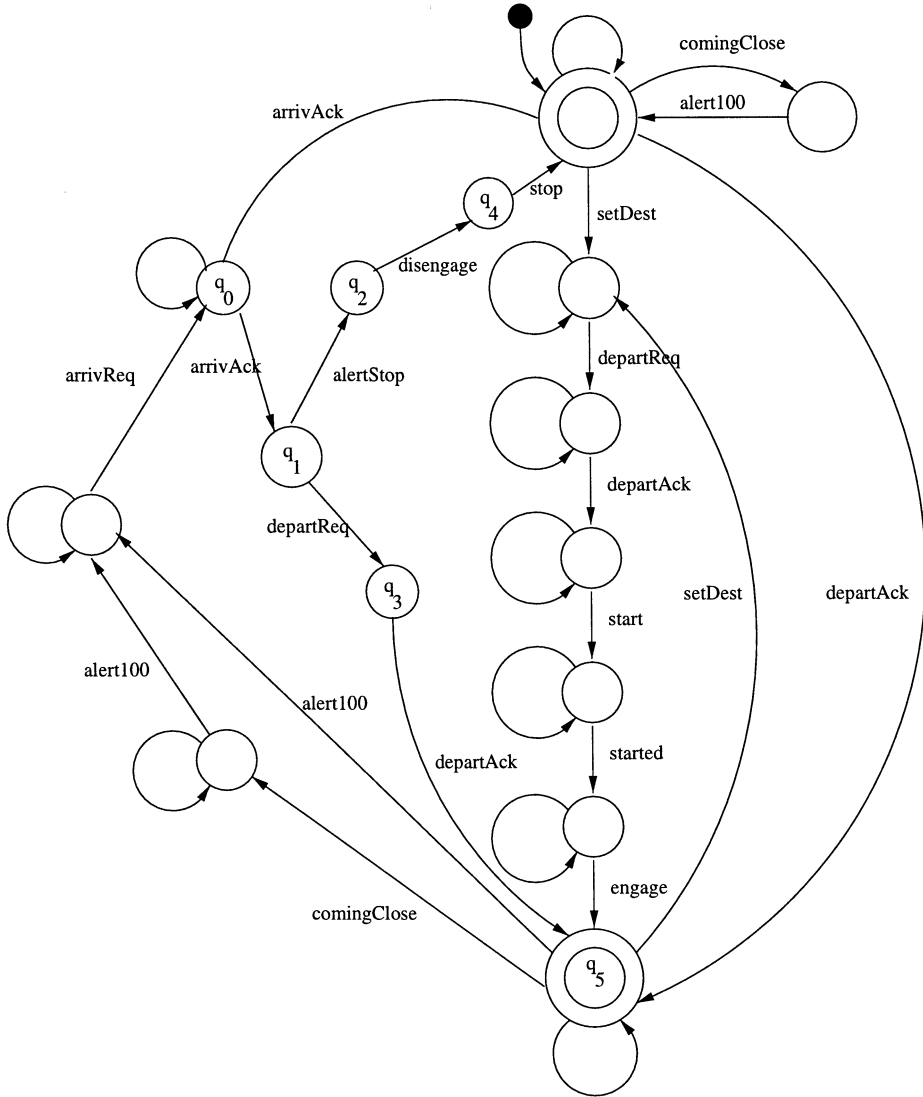 comingClose
alert100
arrivAck
stop
q4
setDest
disengage
q0
q2
departReq
arrivAck
alertStop
arrivReq
q1
departAck
departReq
q3
setDest
departAck
start
alert100
alert100
started
departAck
engage
comingClose
q5